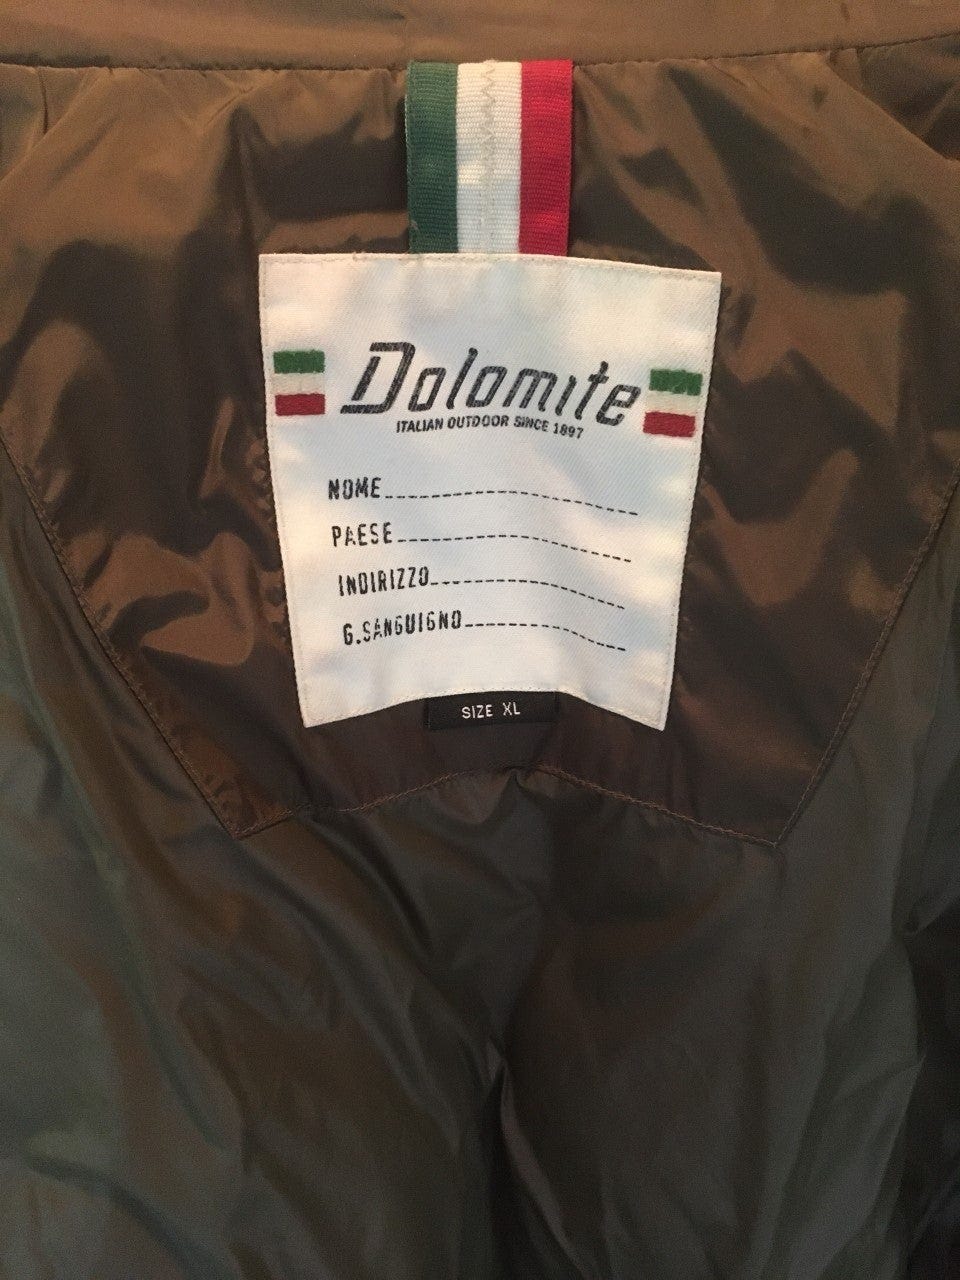 Dolomite
ITALIAN OUTDOOR SINCE 1897
NOME
PAESE
INDIRIZZO
G.SANGUIGNO
SIZE XL